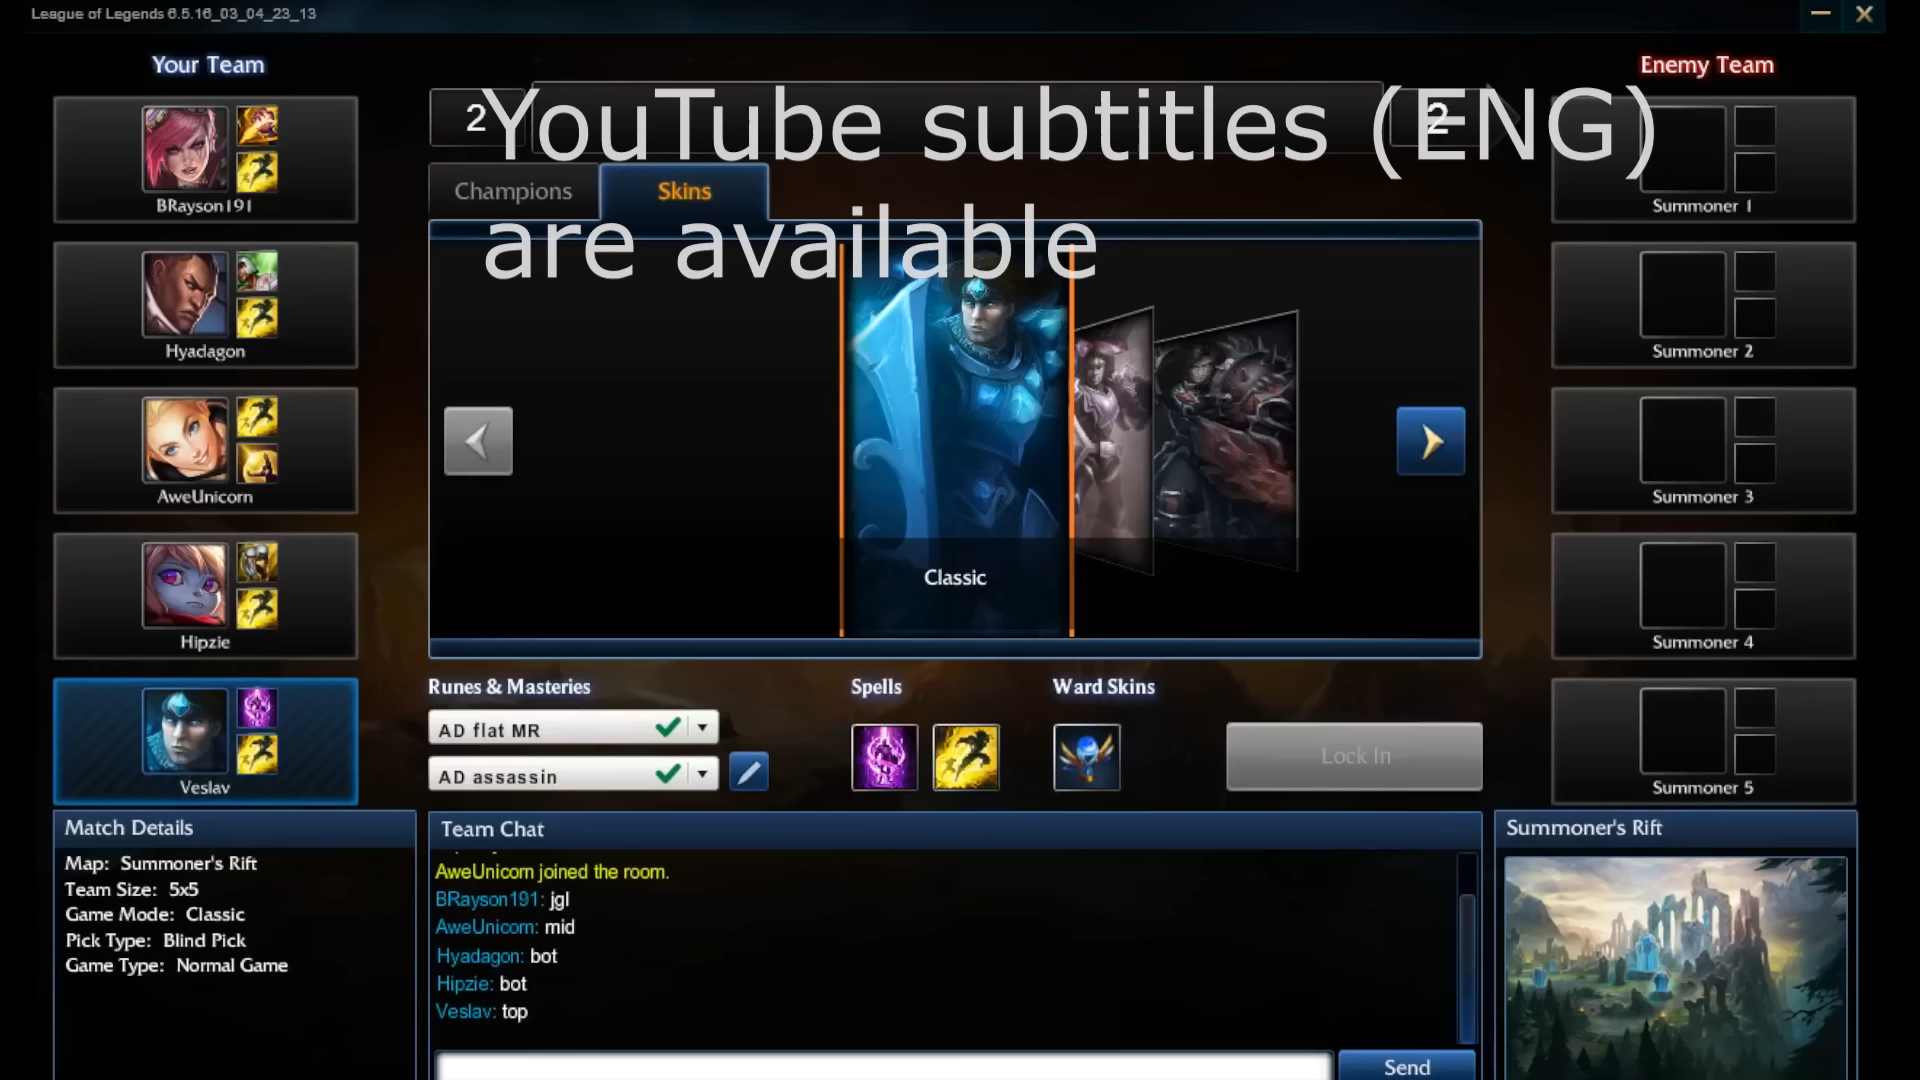 League of Legends 6.5.16_03_04_23_13
Your Team
Enemy Team
2
2
YouTube subtitles (ENG)
are available
Champions
Skins
BRayson191
Hyadagon
AweUnicorn
Hipzie
Veslav
Classic
Summoner 1
Summoner 2
Summoner 3
Summoner 4
Summoner 5
Runes & Masteries
Spells
Ward Skins
AD flat MR
AD assassin
Lock In
Match Details
Map: Summoner's Rift
Team Size: 5x5
Game Mode: Classic
Pick Type: Blind Pick
Game Type: Normal Game
Team Chat
AweUnicorn joined the room.
BRayson191: jgl
AweUnicorn: mid
Hyadagon: bot
Hipzie: bot
Veslav: top
Send
Summoner's Rift